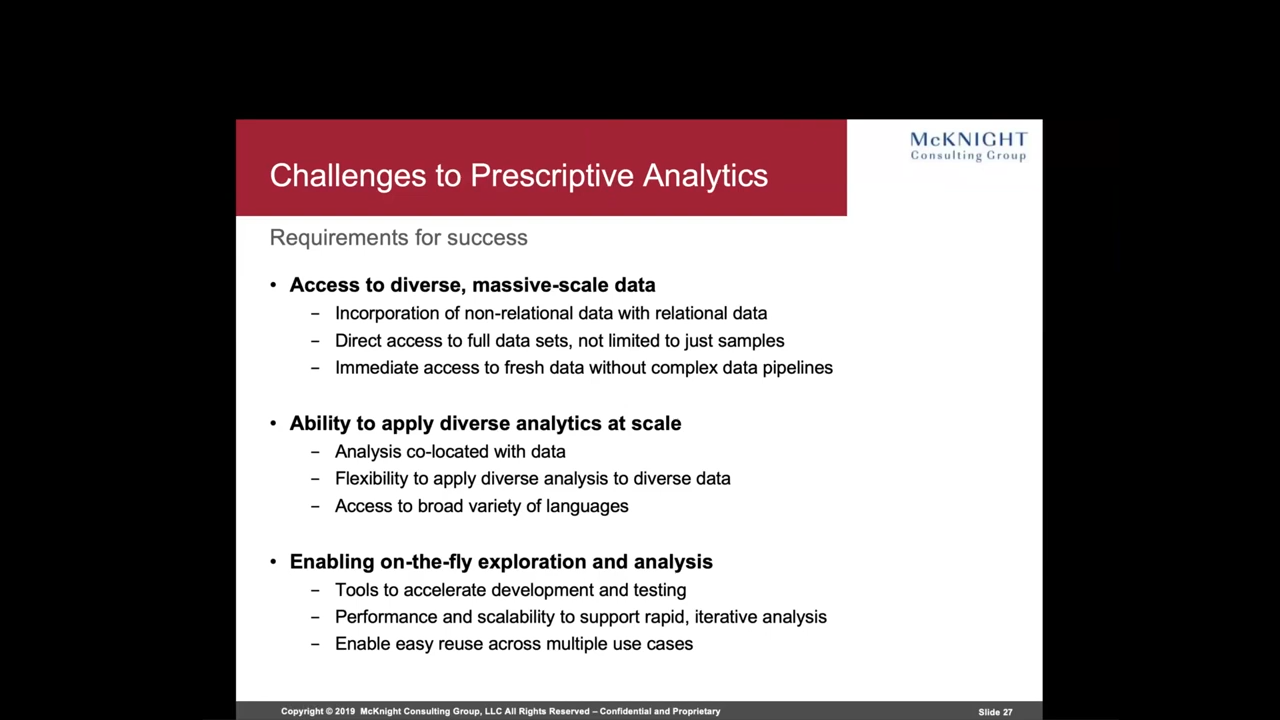 McKNIGHT
Consulting Group
Challenges to Prescriptive Analytics
Requirements for success
• Access to diverse, massive-scale data
– Incorporation of non-relational data with relational data
– Direct access to full data sets, not limited to just samples
– Immediate access to fresh data without complex data pipelines
• Ability to apply diverse analytics at scale
– Analysis co-located with data
– Flexibility to apply diverse analysis to diverse data
– Access to broad variety of languages
• Enabling on-the-fly exploration and analysis
– Tools to accelerate development and testing
– Performance and scalability to support rapid, iterative analysis
– Enable easy reuse across multiple use cases
Copyright © 2019 McKnight Consulting Group, LLC All Rights Reserved – Confidential and Proprietary
Slide 27